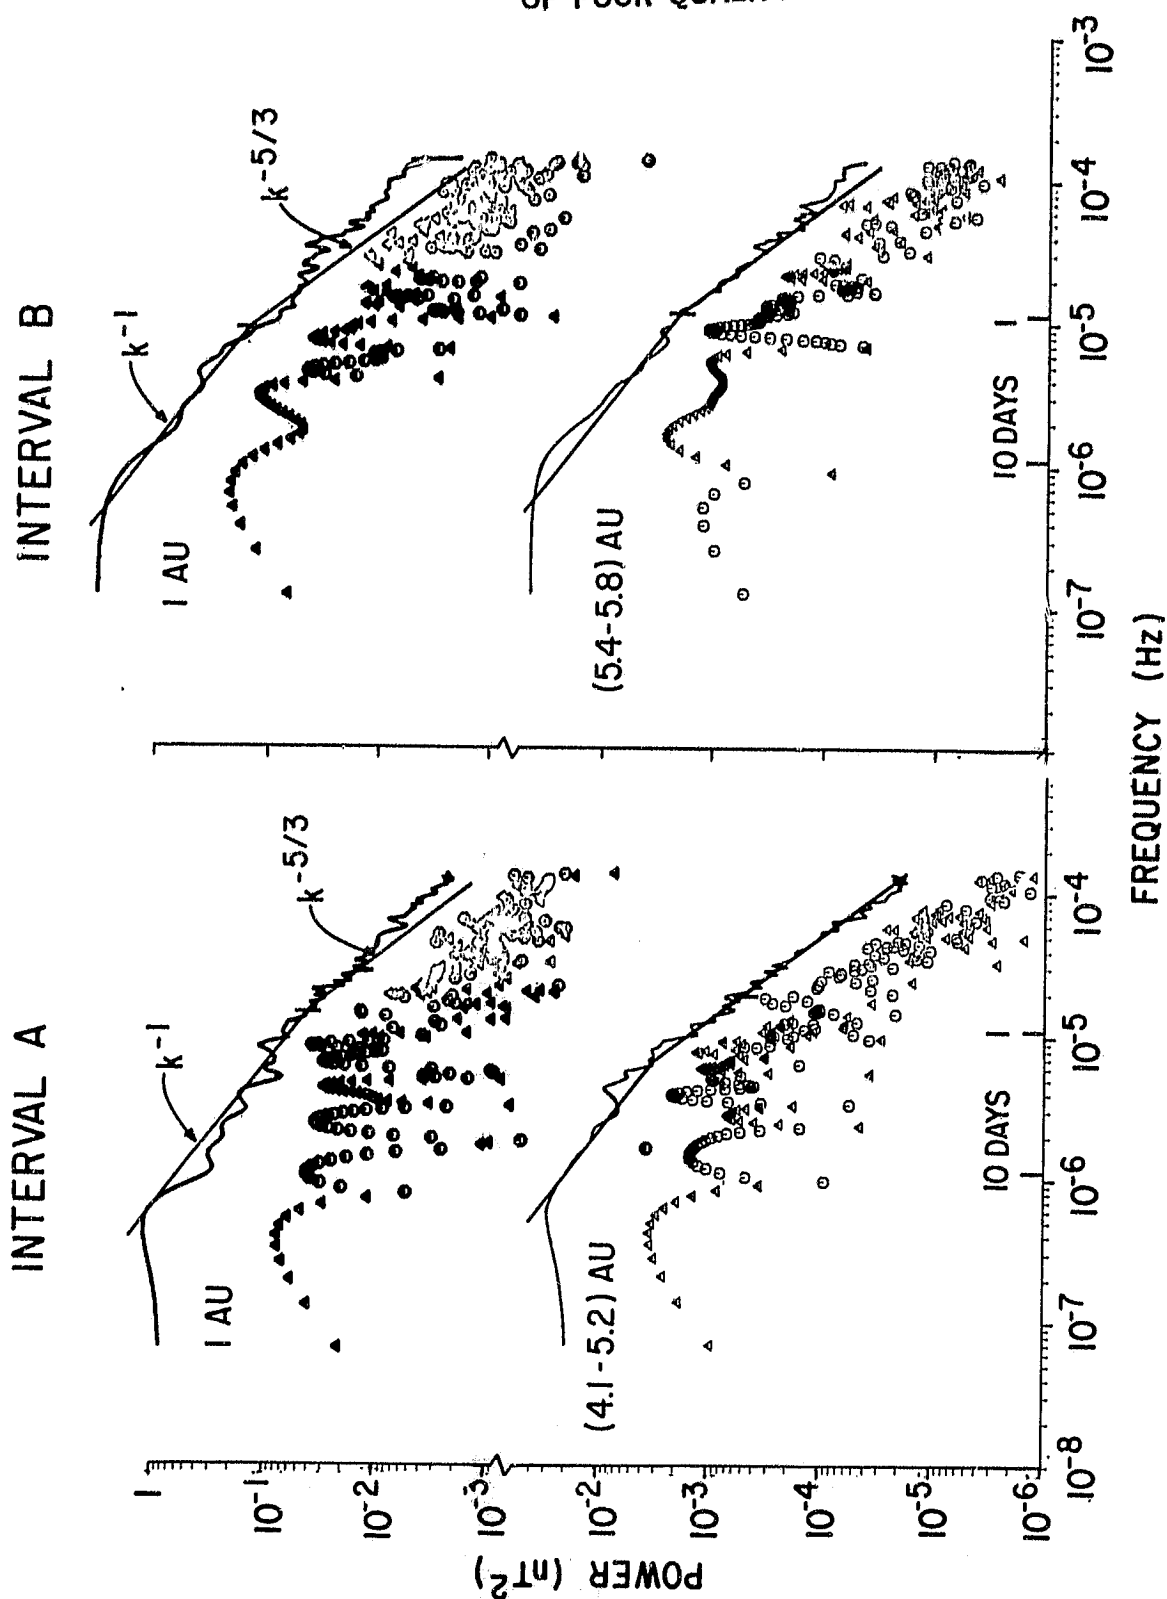 INTERVAL A
INTERVAL B
k⁻¹
k⁻⁵/³
1 AU
(4.1-5.2) AU
k⁻¹
k⁻⁵/³
1 AU
(5.4-5.8) AU
POWER (nT²)
1
10⁻¹
10⁻²
10⁻³
10⁻²
10⁻³
10⁻⁴
10⁻⁵
10⁻⁶
10 DAYS
1
10 DAYS
1
10⁻⁸
10⁻⁷
10⁻⁶
10⁻⁵
10⁻⁴
10⁻⁷
10⁻⁶
10⁻⁵
10⁻⁴
10⁻³
FREQUENCY (Hz)